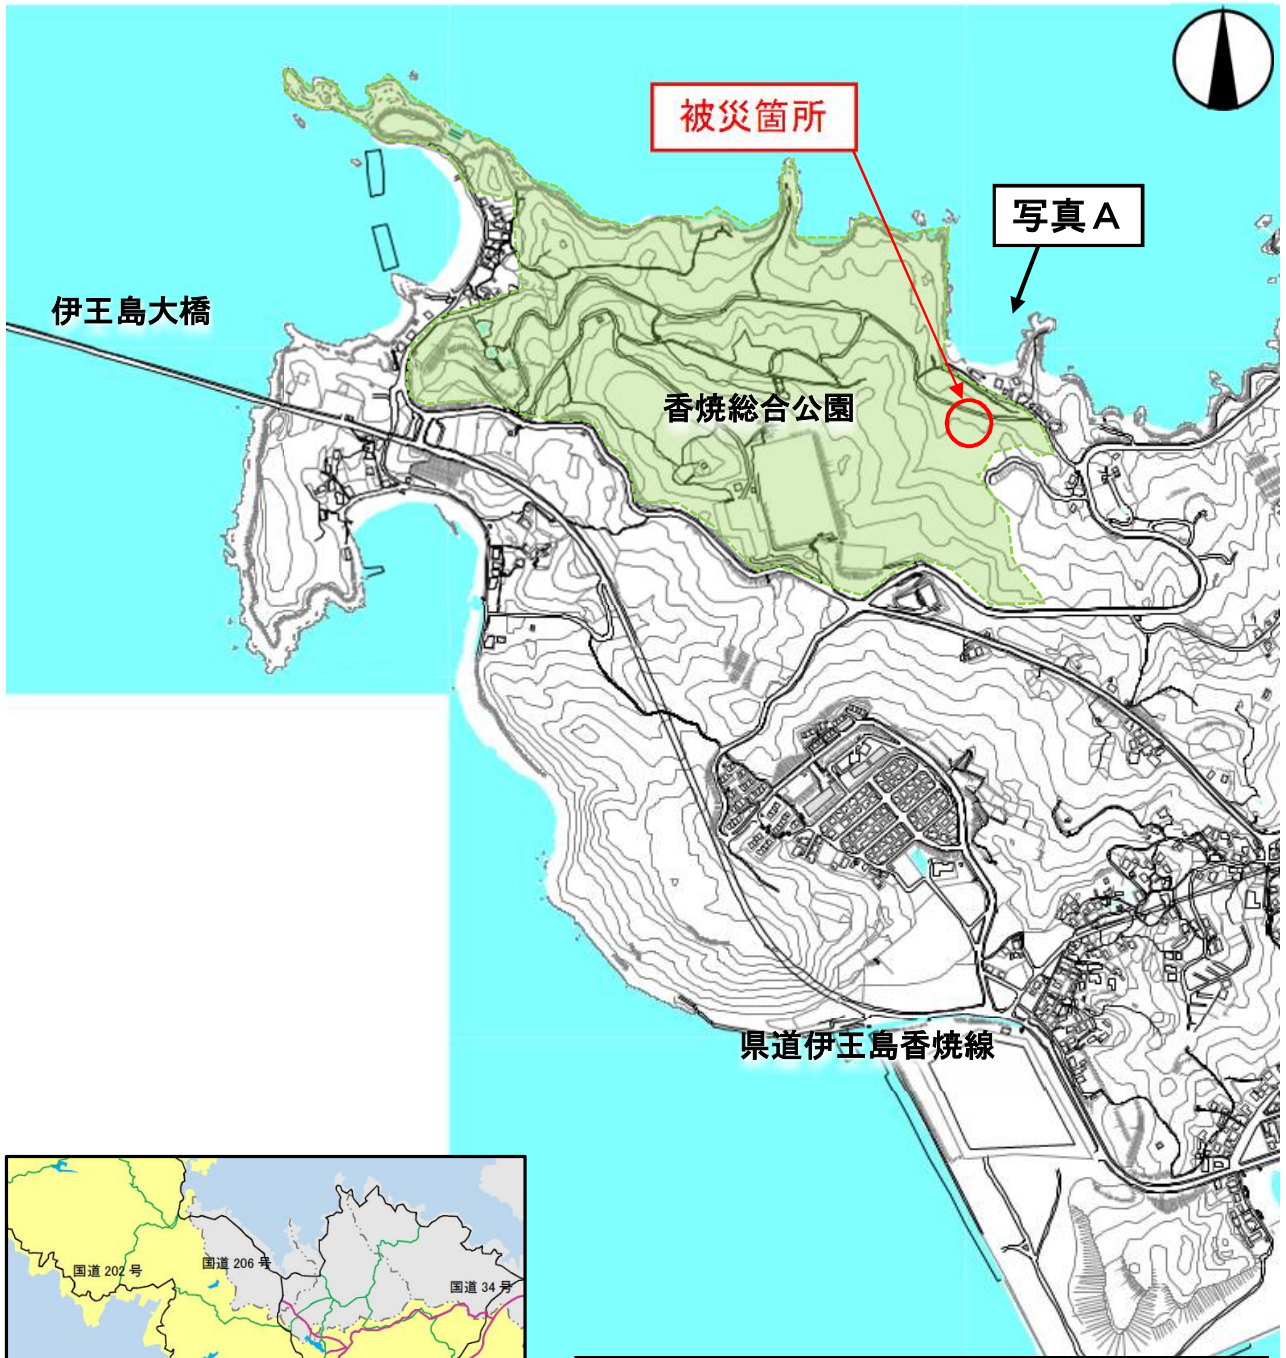 被災箇所
写真A
伊王島大橋
香焼総合公園
県道伊王島香焼線
国道 202 号
国道 206 号
国道 34 号